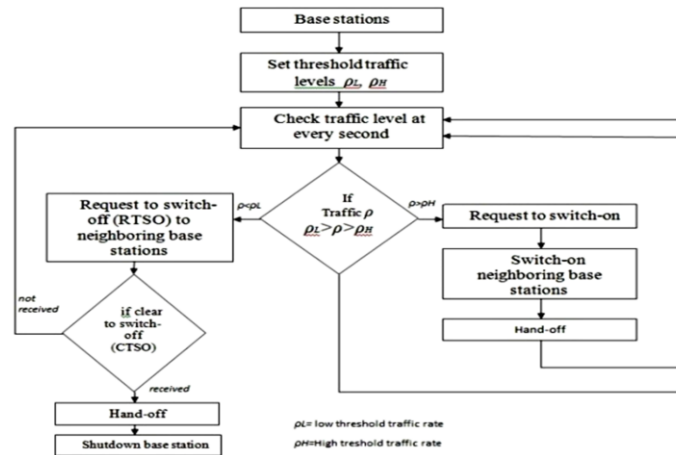 Base stations
Set threshold traffic
levels ρL, ρH
Check traffic level at
every second
If
Traffic ρ
ρL>ρ>ρH
ρ<ρL
ρ>ρH
Request to switch-
off (RTSO) to
neighboring base
stations
Request to switch-on
Switch-on
neighboring base
stations
Hand-off
not
received
if clear
to switch-
off
(CTSO)
received
Hand-off
Shutdown base station
ρL= low threshold traffic rate
ρH=High treshold traffic rate